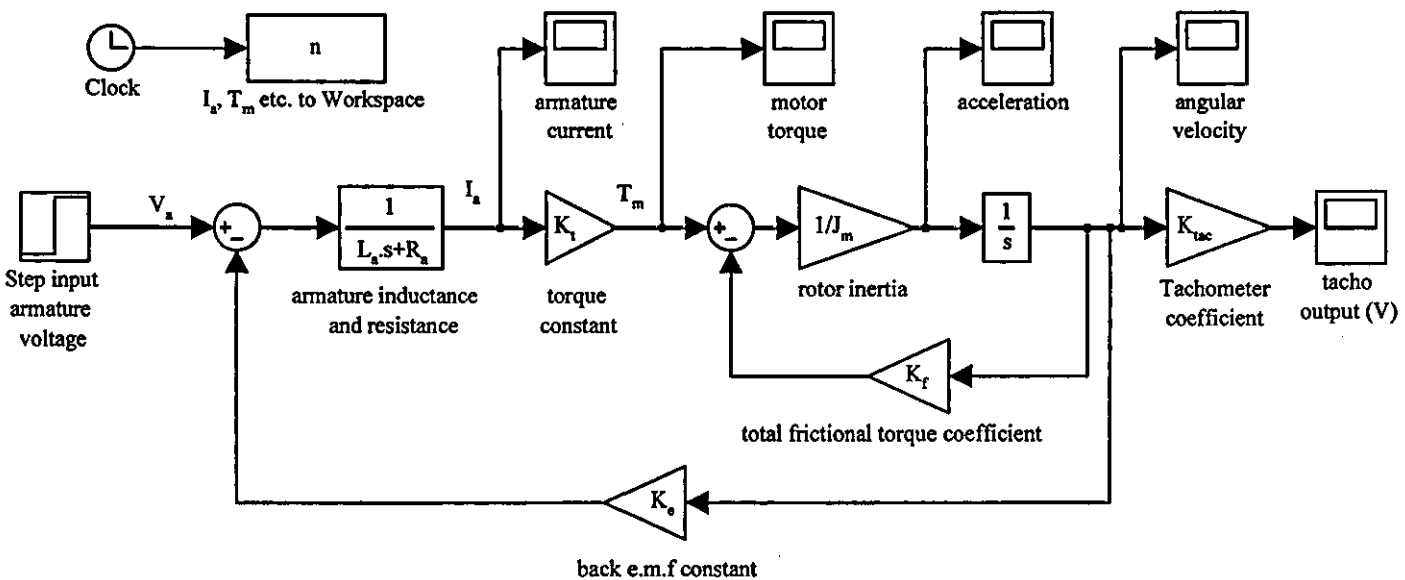 n
Clock
I_a, T_m etc. to Workspace
armature
current
motor
torque
acceleration
angular
velocity
V_a
+
−
1
L_a.s+R_a
I_a
K_t
T_m
+
−
1/J_m
1
s
K_tac
Step input
armature
voltage
armature inductance
and resistance
torque
constant
rotor inertia
Tachometer
coefficient
tacho
output (V)
K_f
total frictional torque coefficient
K_e
back e.m.f constant